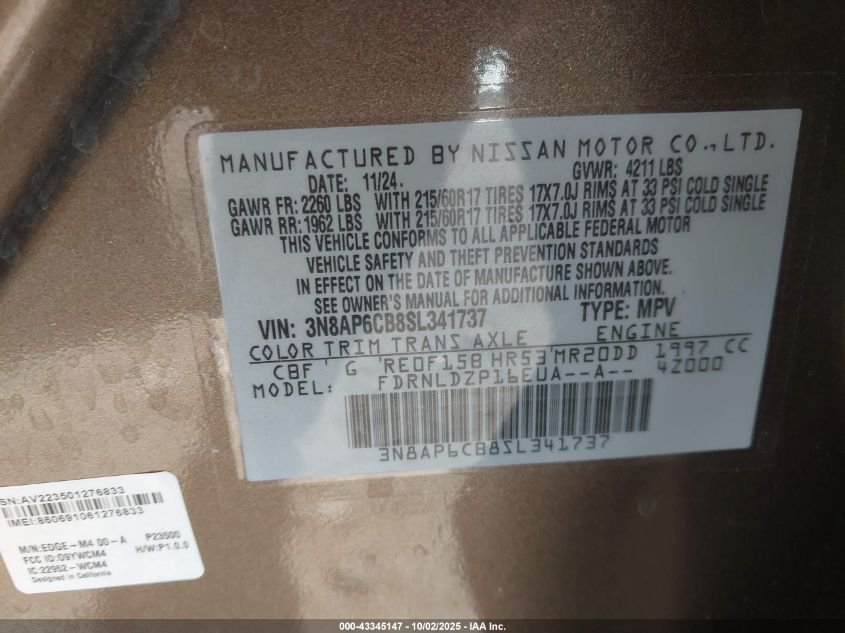 MANUFACTURED BY NISSAN MOTOR CO., LTD.
DATE: 11/24. GVWR: 4211 LBS
GAWR FR: 2260 LBS WITH 215/60R17 TIRES 17X7.0J RIMS AT 33 PSI COLD SINGLE
GAWR RR: 1962 LBS WITH 215/60R17 TIRES 17X7.0J RIMS AT 33 PSI COLD SINGLE
THIS VEHICLE CONFORMS TO ALL APPLICABLE FEDERAL MOTOR
VEHICLE SAFETY AND THEFT PREVENTION STANDARDS
IN EFFECT ON THE DATE OF MANUFACTURE SHOWN ABOVE.
SEE OWNER'S MANUAL FOR ADDITIONAL INFORMATION.
VIN: 3N8AP6CB8SL341737 TYPE: MPV
COLOR TRIM TRANS AXLE ENGINE
CBF G RE0F15B HR53 MR20DD 1997 CC
MODEL: FDRNLDZP16EUA--A-- 4Z000
3N8AP6CB8SL341737
SN:AV223501276833
IMEI:860691061276833
M/N:EDGE-M4 00-A P23500
FCC ID:O9YWCM4 H/W:P1.0.0
IC:22952-WCM4
Designed in California
000-43345147 - 10/02/2025 - IAA Inc.